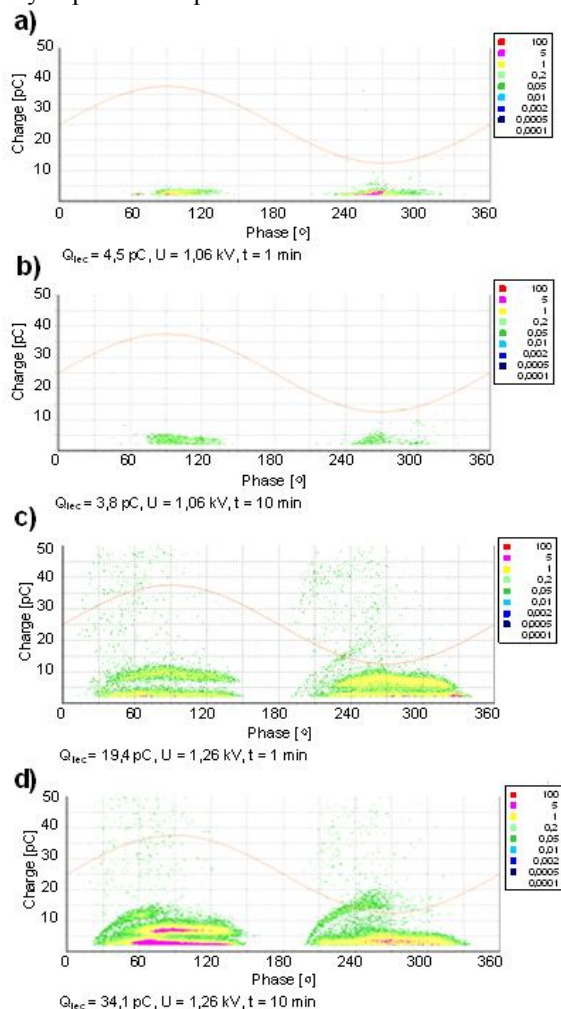 a)
50
40
30
20
10
Charge [pC]
100
5
1
0.2
0,05
0,01
0,002
0,0005
0,0001
0 60 120 180 240 300 360
Phase [°]
Qiec = 4,5 pC, U = 1,06 kV, t = 1 min
b)
50
40
30
20
10
Charge [pC]
100
5
1
0.2
0,05
0,01
0,002
0,0005
0,0001
0 60 120 180 240 300 360
Phase [°]
Qiec = 3,8 pC, U = 1,06 kV, t = 10 min
c)
50
40
30
20
10
Charge [pC]
100
5
1
0.2
0,05
0,01
0,002
0,0005
0,0001
0 60 120 180 240 300 360
Phase [°]
Qiec = 19,4 pC, U = 1,26 kV, t = 1 min
d)
50
40
30
20
10
Charge [pC]
100
5
1
0,2
0,05
0,01
0,002
0,0005
0,0001
0 60 120 180 240 300 360
Phase [°]
Qiec = 34,1 pC, U = 1,26 kV, t = 10 min